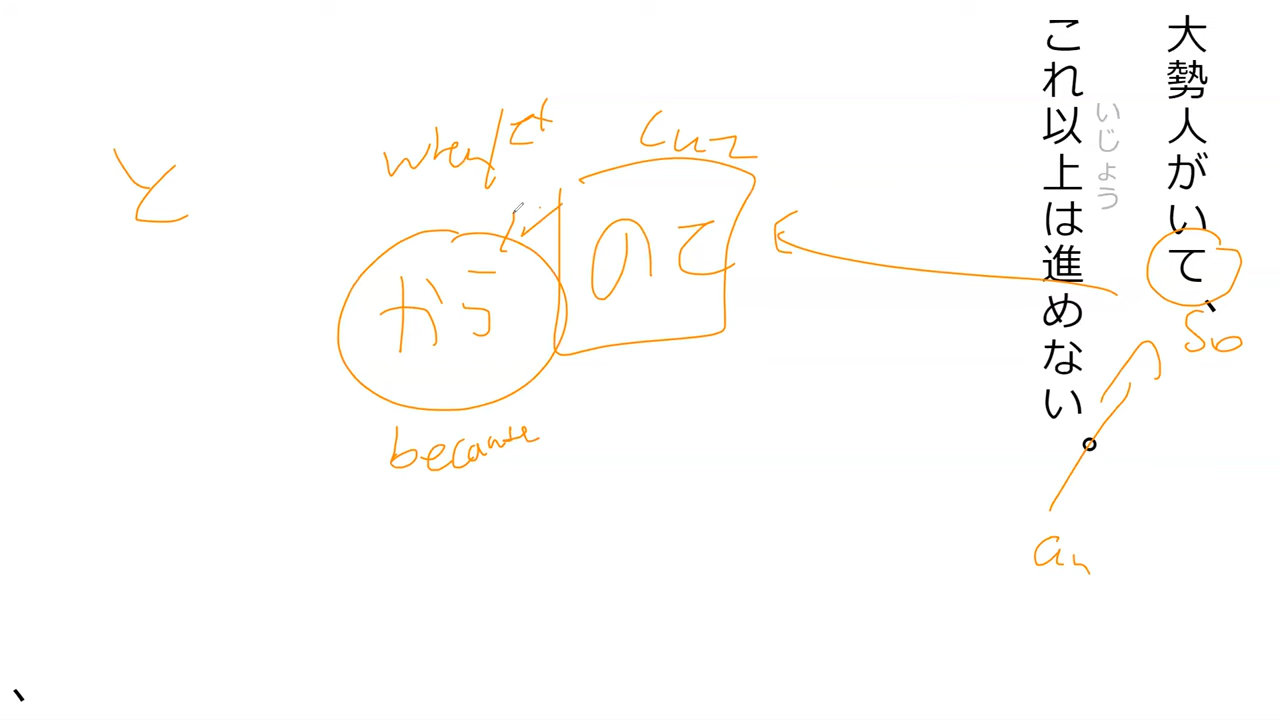 大勢人がいて、
これ以上は進めない。
いじょう
so
an
cuz
ので
when/
から
because
と
、